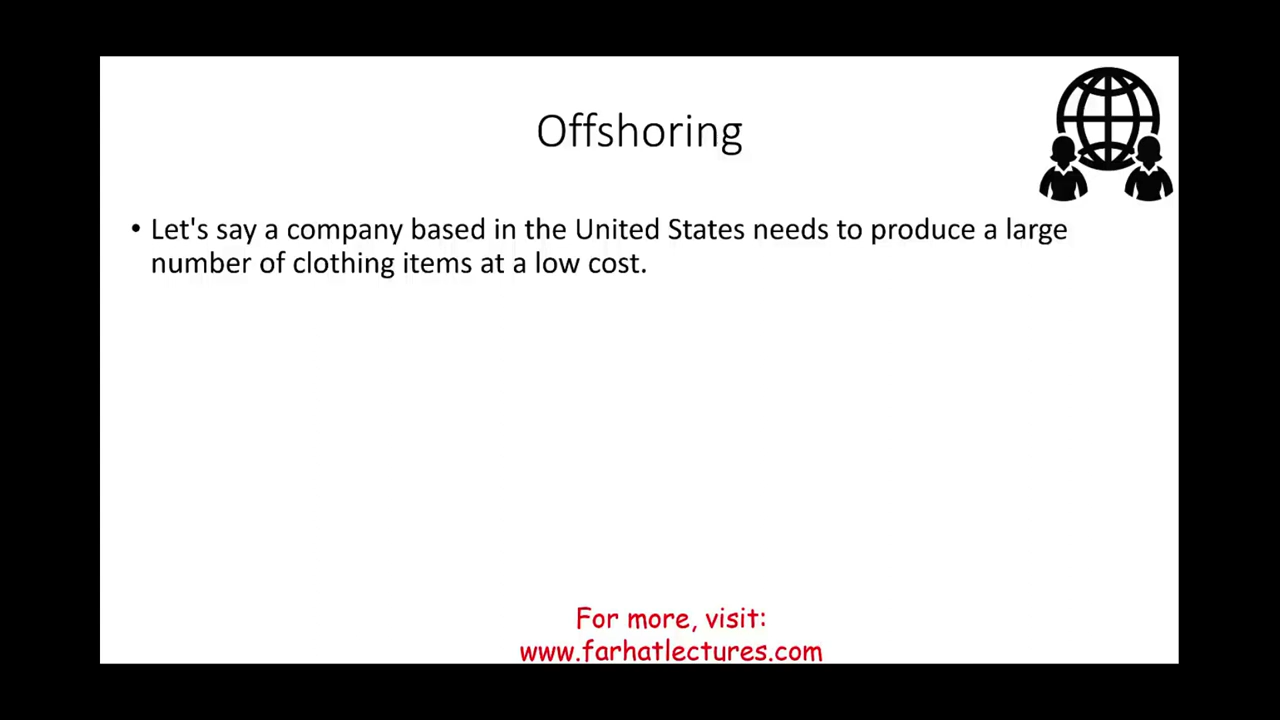 Offshoring
• Let's say a company based in the United States needs to produce a large
number of clothing items at a low cost.
For more, visit:
www.farhatlectures.com